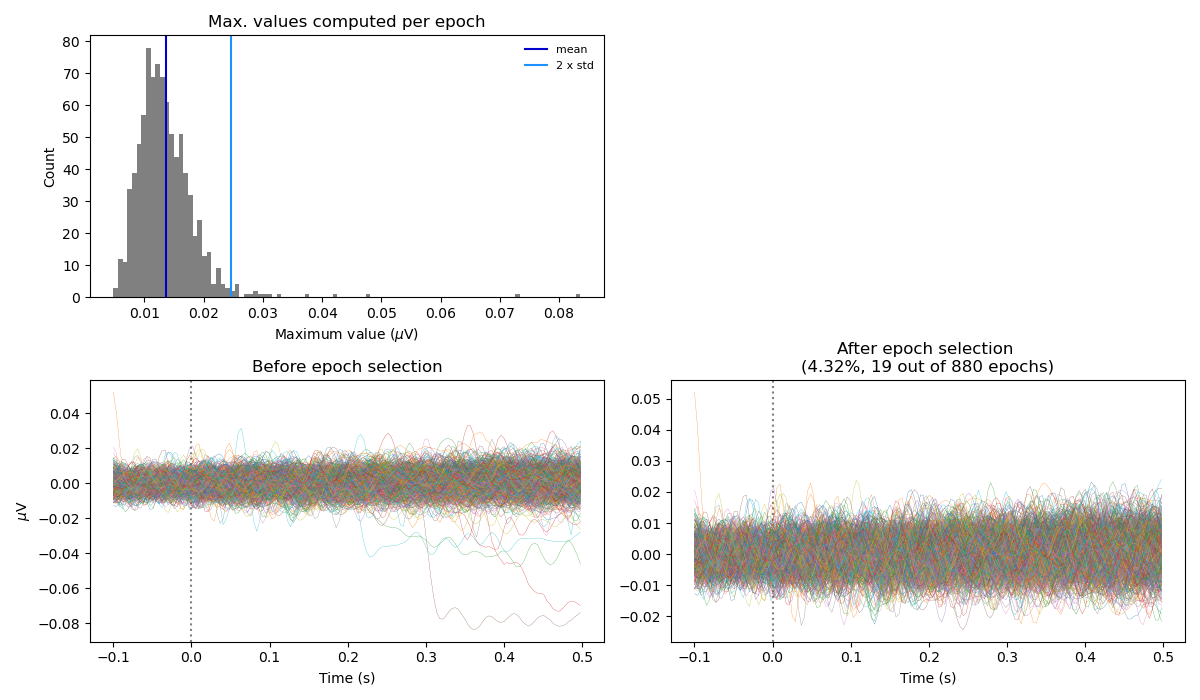 Max. values computed per epoch
80
70
60
50
40
30
20
10
0
Count
mean
2 x std
0.01 0.02 0.03 0.04 0.05 0.06 0.07 0.08
Maximum value (μV)
Before epoch selection
0.04
0.02
0.00
−0.02
−0.04
−0.06
−0.08
μV
−0.1 0.0 0.1 0.2 0.3 0.4 0.5
Time (s)
After epoch selection
(4.32%, 19 out of 880 epochs)
0.05
0.04
0.03
0.02
0.01
0.00
−0.01
−0.02
−0.1 0.0 0.1 0.2 0.3 0.4 0.5
Time (s)